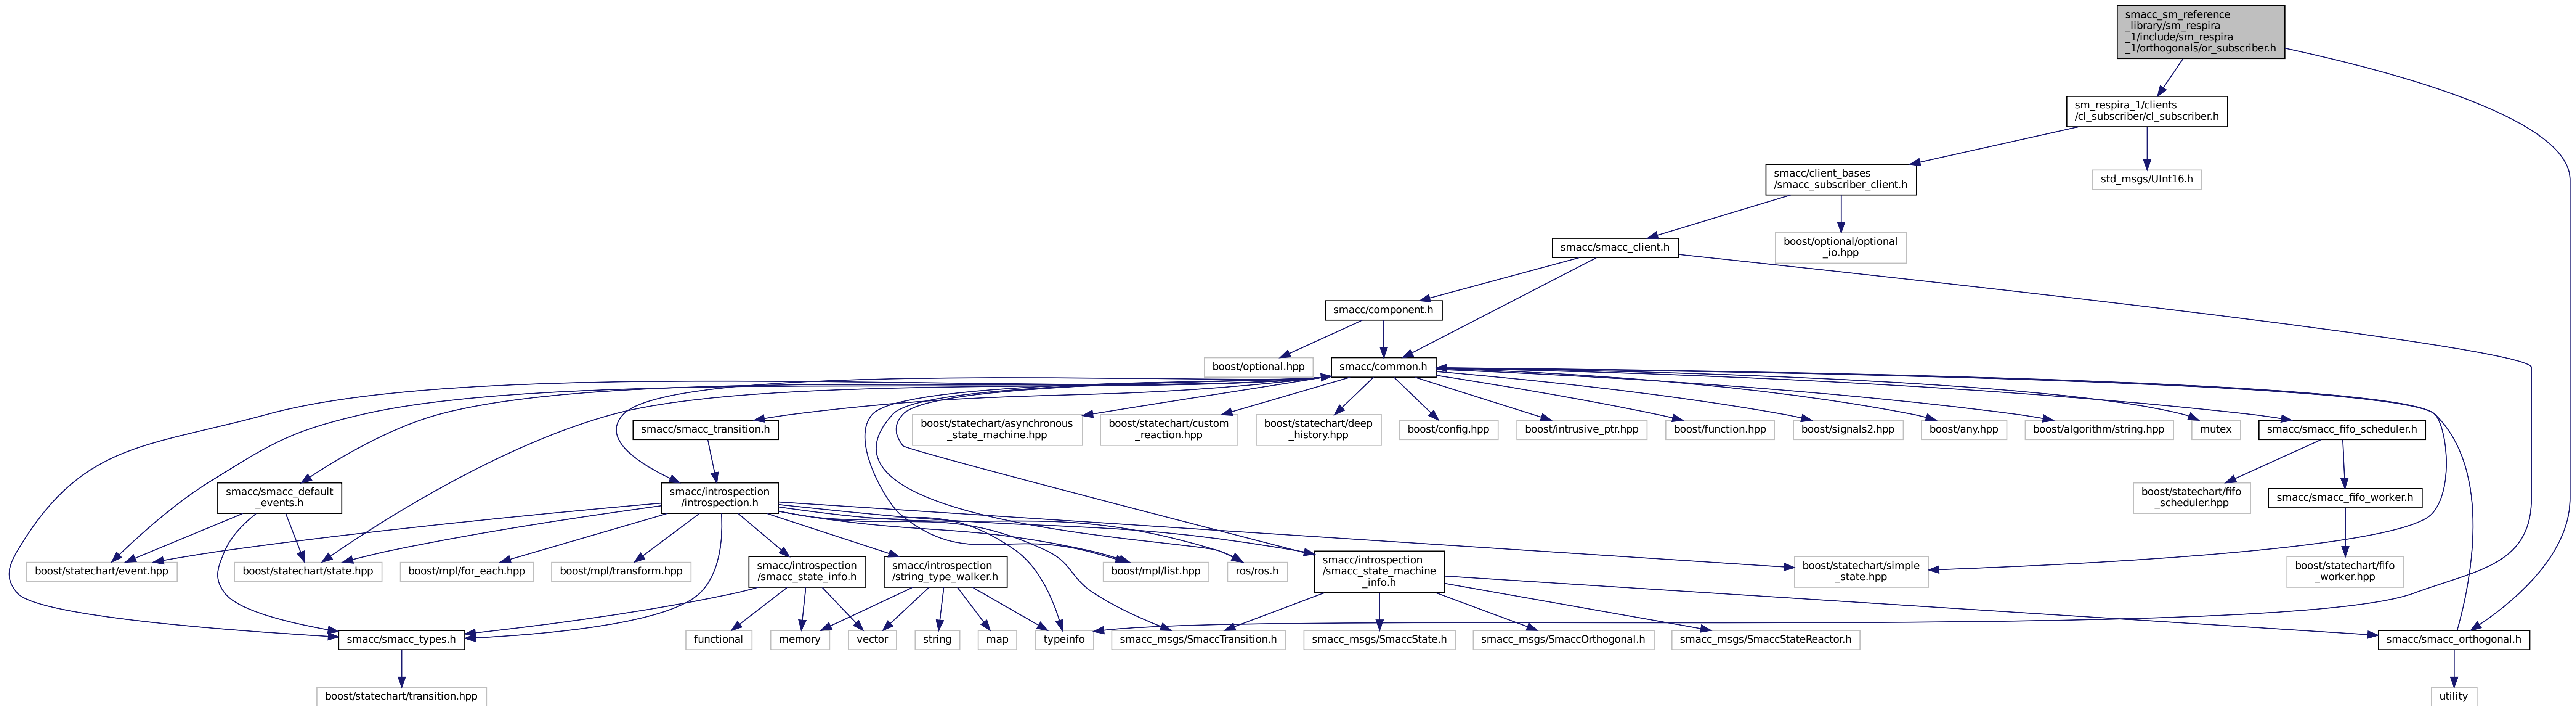 smacc_sm_reference
_library/sm_respira
_1/include/sm_respira
_1/orthogonals/or_subscriber.h
sm_respira_1/clients
/cl_subscriber/cl_subscriber.h
smacc/client_bases
/smacc_subscriber_client.h
std_msgs/UInt16.h
smacc/smacc_client.h
boost/optional/optional
_io.hpp
smacc/component.h
boost/optional.hpp
smacc/common.h
smacc/smacc_transition.h
boost/statechart/asynchronous
_state_machine.hpp
boost/statechart/custom
_reaction.hpp
boost/statechart/deep
_history.hpp
boost/config.hpp
boost/intrusive_ptr.hpp
boost/function.hpp
boost/signals2.hpp
boost/any.hpp
boost/algorithm/string.hpp
mutex
smacc/smacc_fifo_scheduler.h
smacc/smacc_default
_events.h
smacc/introspection
/introspection.h
boost/statechart/fifo
_scheduler.hpp
smacc/smacc_fifo_worker.h
boost/statechart/event.hpp
boost/statechart/state.hpp
boost/mpl/for_each.hpp
boost/mpl/transform.hpp
smacc/introspection
/smacc_state_info.h
smacc/introspection
/string_type_walker.h
boost/mpl/list.hpp
ros/ros.h
smacc/introspection
/smacc_state_machine
_info.h
boost/statechart/simple
_state.hpp
boost/statechart/fifo
_worker.hpp
smacc/smacc_types.h
functional
memory
vector
string
map
typeinfo
smacc_msgs/SmaccTransition.h
smacc_msgs/SmaccState.h
smacc_msgs/SmaccOrthogonal.h
smacc_msgs/SmaccStateReactor.h
smacc/smacc_orthogonal.h
boost/statechart/transition.hpp
utility